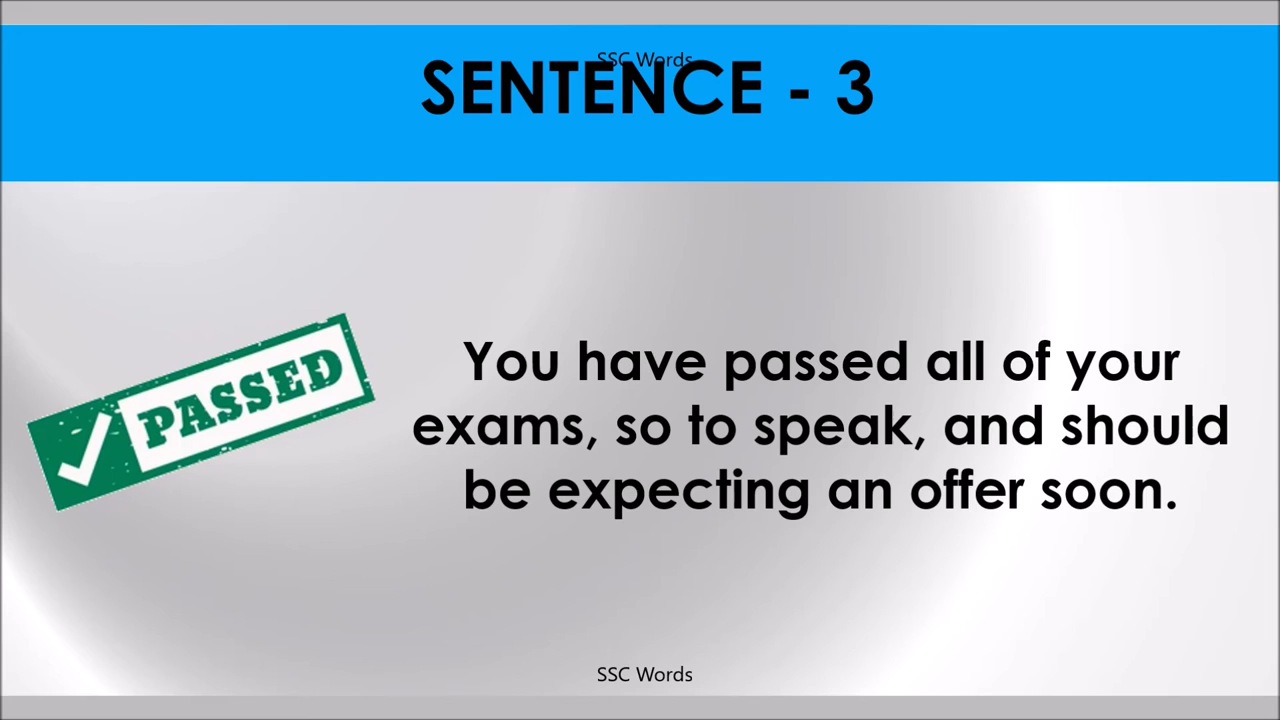 SSC Words
SENTENCE - 3
PASSED
You have passed all of your
exams, so to speak, and should
be expecting an offer soon.
SSC Words